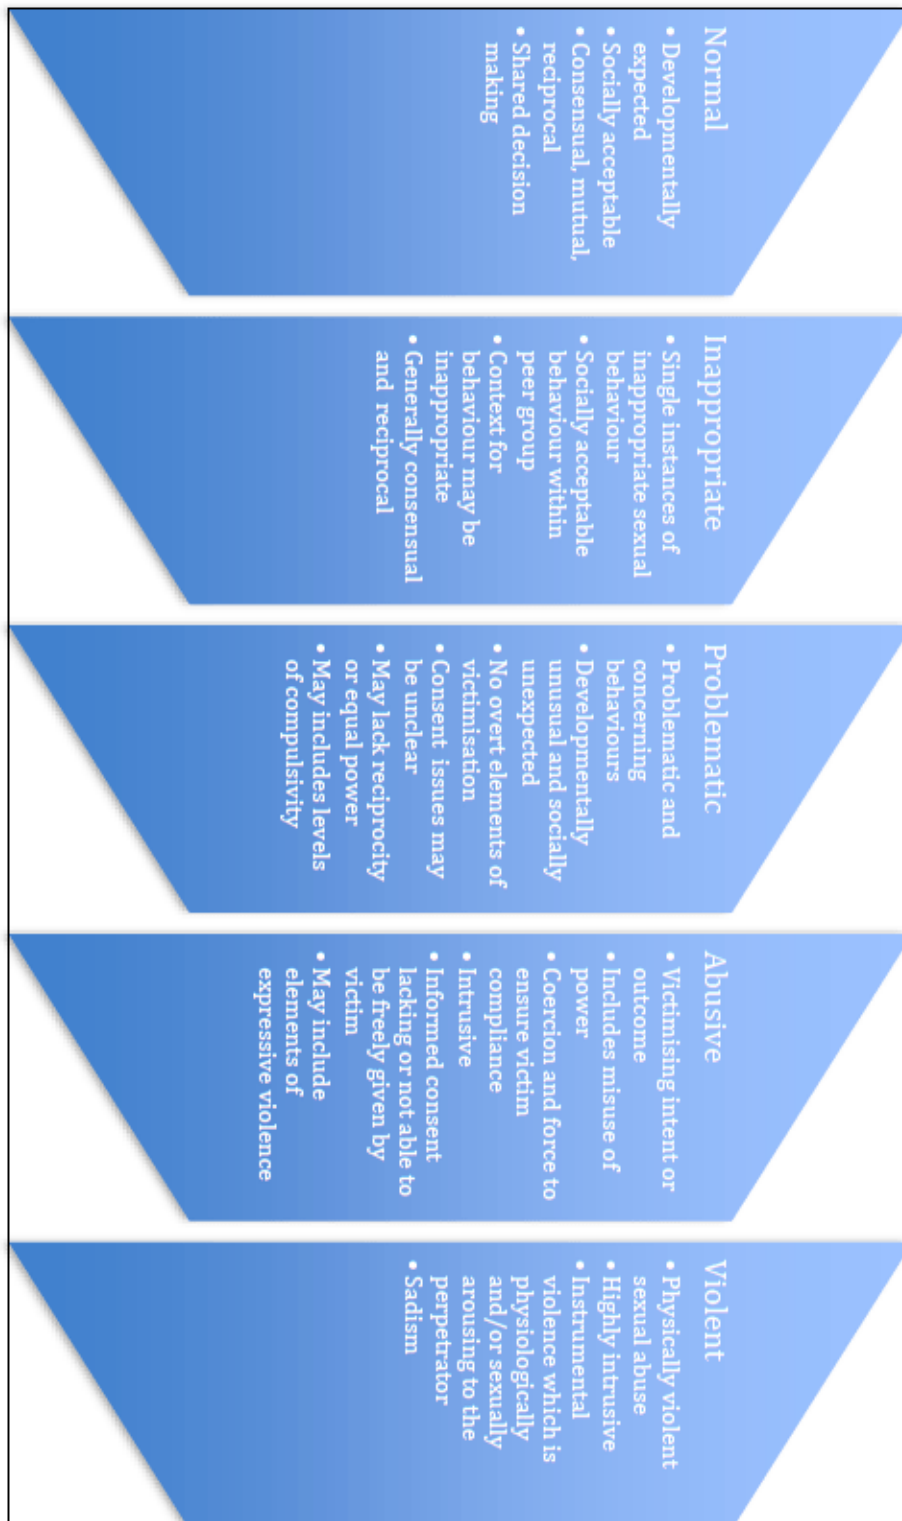 Normal
• Developmentally
expected
• Socially acceptable
• Consensual, mutual,
reciprocal
• Shared decision
making
Inappropriate
• Single instances of
inappropriate sexual
behaviour
• Socially acceptable
behaviour within
peer group
• Context for
behaviour may be
inappropriate
• Generally consensual
and reciprocal
Problematic
• Problematic and
concerning
behaviours
• Developmentally
unusual and socially
unexpected
• No overt elements of
victimisation
• Consent issues may
be unclear
• May lack reciprocity
or equal power
• May includes levels
of compulsivity
Abusive
• Victimising intent or
outcome
• Includes misuse of
power
• Coercion and force to
ensure victim
compliance
• Intrusive
• Informed consent
lacking or not able to
be freely given by
victim
• May include
elements of
expressive violence
Violent
• Physically violent
sexual abuse
• Highly intrusive
• Instrumental
violence which is
physiologically
and/or sexually
arousing to the
perpetrator
• Sadism